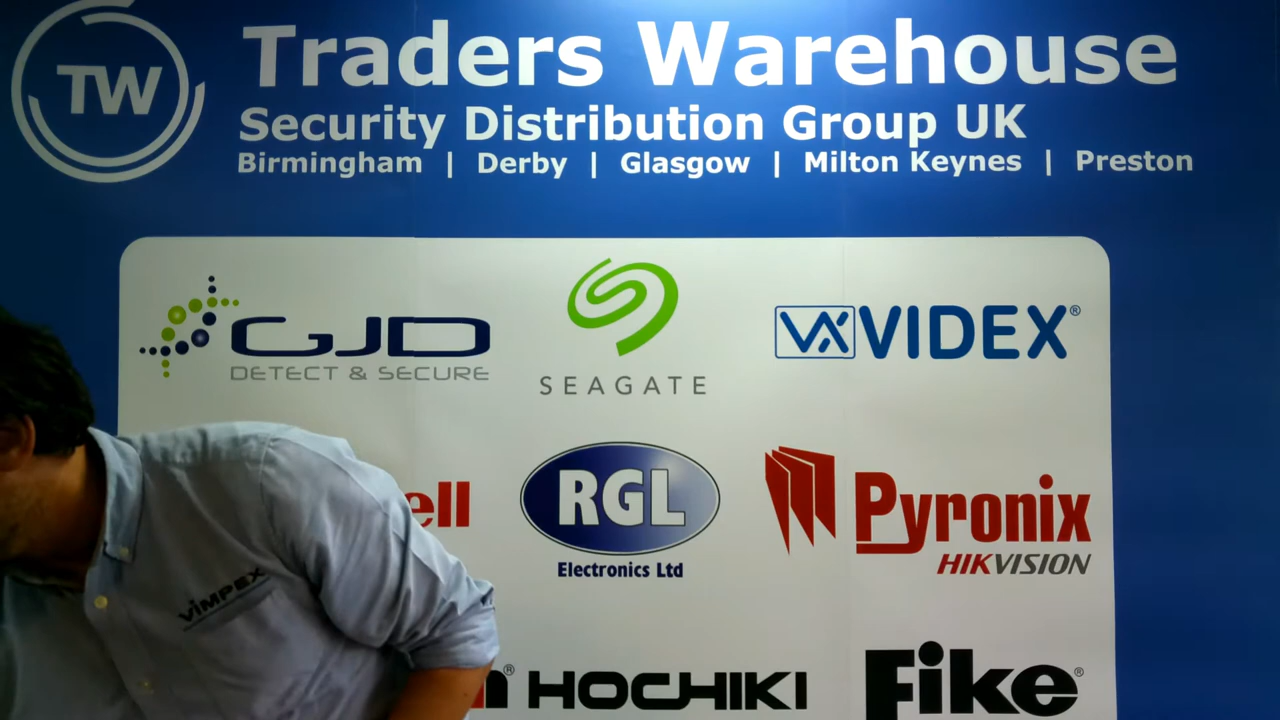 TW
Traders Warehouse
Security Distribution Group UK
Birmingham | Derby | Glasgow | Milton Keynes | Preston
GJD
DETECT & SECURE
SEAGATE
VIDEX®
ell
RGL
Electronics Ltd
Pyronix
HIKVISION
VIMPEX
® HOCHIKI
Fike®